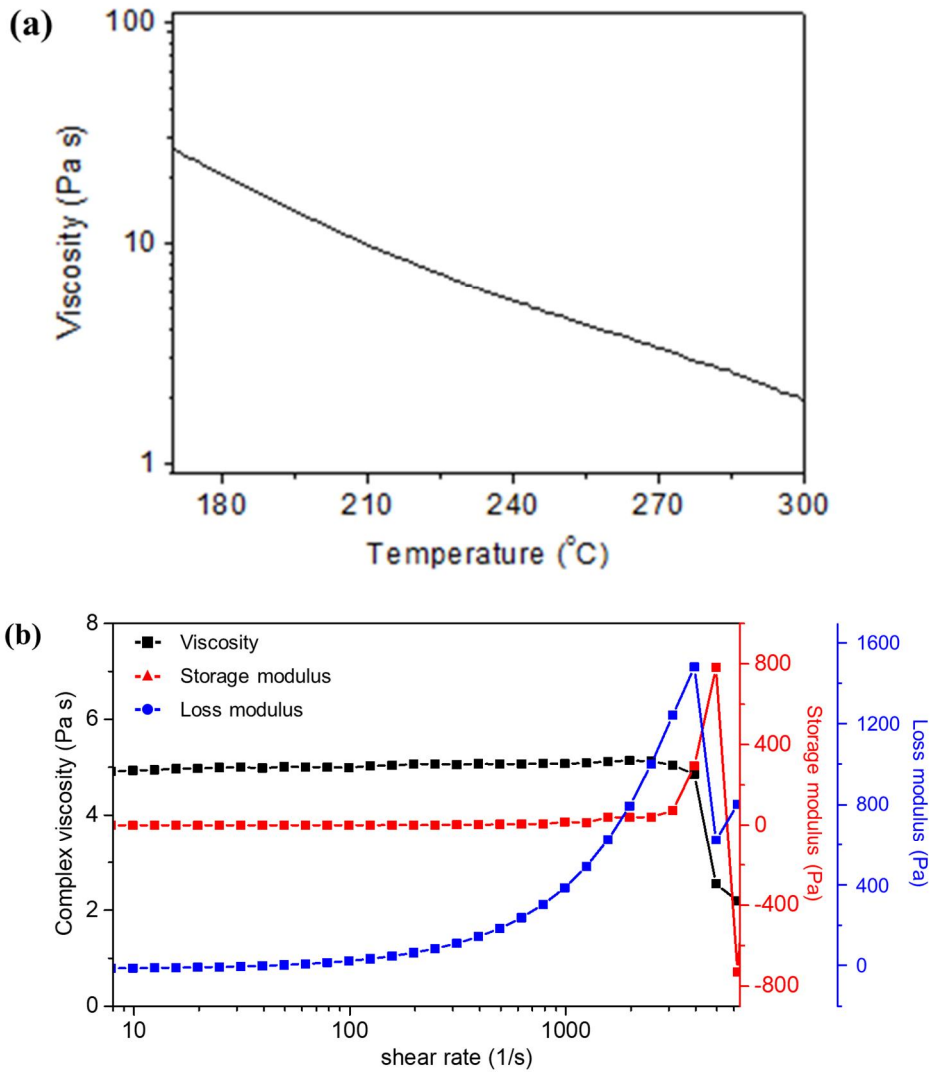 (a)
100
10
1
Viscosity (Pa s)
180
210
240
270
300
Temperature (°C)
(b)
Viscosity
Storage modulus
Loss modulus
8
6
4
2
0
Complex viscosity (Pa s)
10
100
1000
shear rate (1/s)
800
400
0
-400
-800
Storage modulus (Pa)
1600
1200
800
400
0
Loss modulus (Pa)